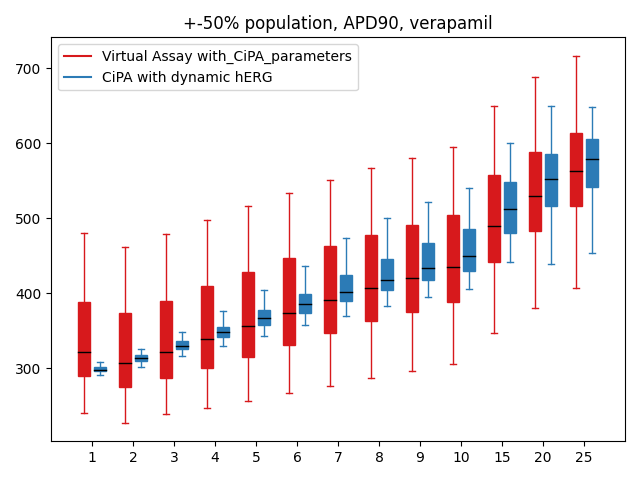 +-50% population, APD90, verapamil
Virtual Assay with_CiPA_parameters
CiPA with dynamic hERG
700
600
500
400
300
1 2 3 4 5 6 7 8 9 10 15 20 25